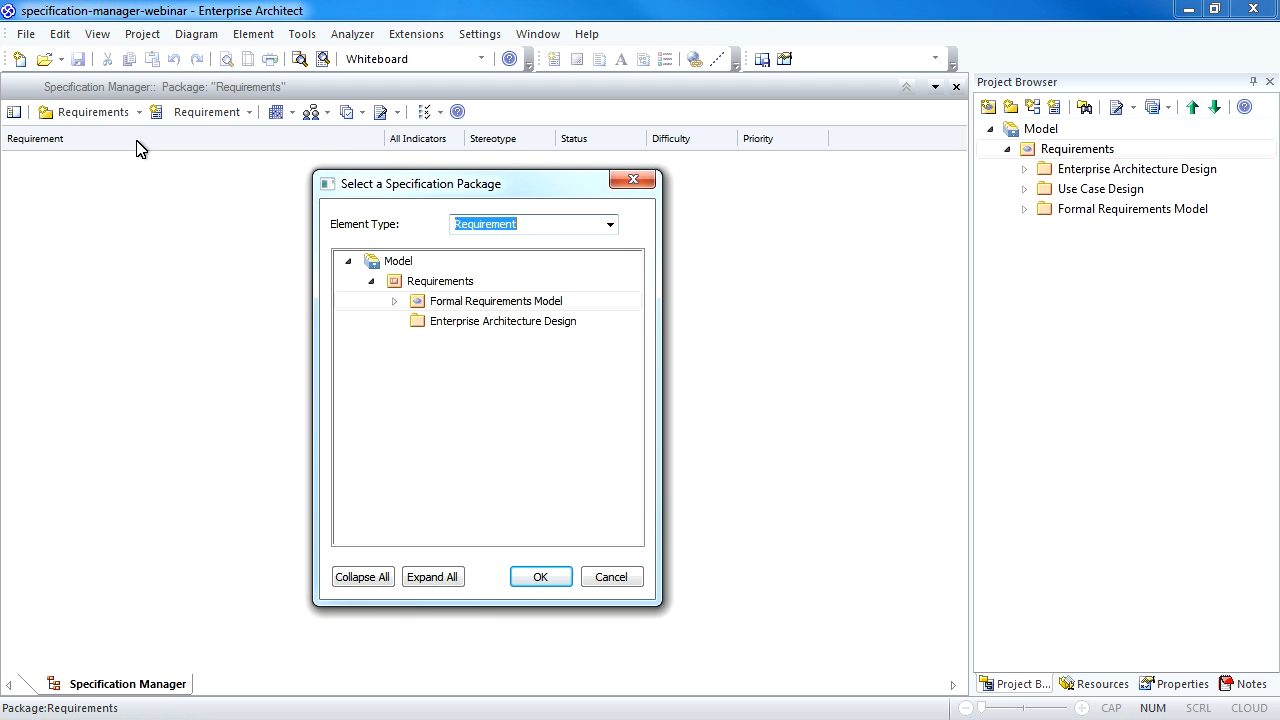 specification-manager-webinar - Enterprise Architect
File Edit View Project Diagram Element Tools Analyzer Extensions Settings Window Help
Whiteboard
Specification Manager:: Package: "Requirements"
Requirements Requirement
Requirement All Indicators Stereotype Status Difficulty Priority
Select a Specification Package
Element Type: Requirement
Model
Requirements
Formal Requirements Model
Enterprise Architecture Design
Collapse All Expand All OK Cancel
Project Browser
Model
Requirements
Enterprise Architecture Design
Use Case Design
Formal Requirements Model
Specification Manager
Project B... Resources Properties Notes
Package:Requirements
CAP NUM SCRL CLOUD